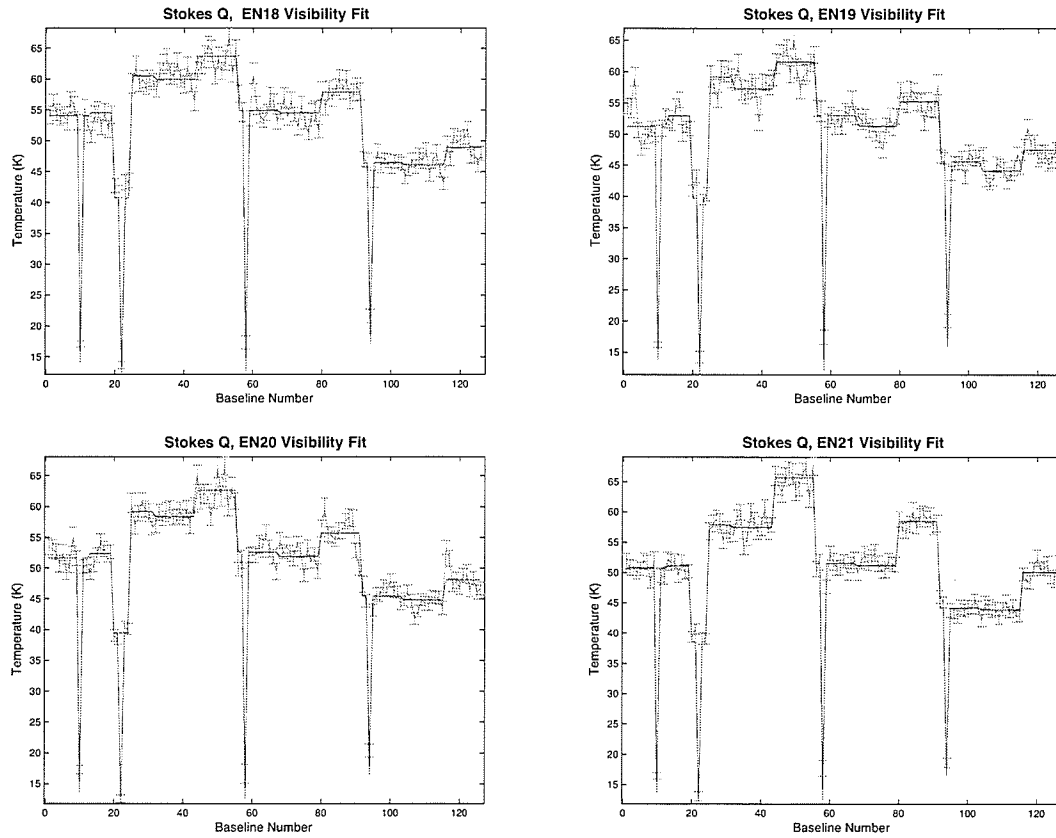 Stokes Q, EN18 Visibility Fit
65
60
55
50
45
40
35
30
25
20
15
Temperature (K)
0 20 40 60 80 100 120
Baseline Number
Stokes Q, EN19 Visibility Fit
65
60
55
50
45
40
35
30
25
20
15
Temperature (K)
0 20 40 60 80 100 120
Baseline Number
Stokes Q, EN20 Visibility Fit
65
60
55
50
45
40
35
30
25
20
15
Temperature (K)
0 20 40 60 80 100 120
Baseline Number
Stokes Q, EN21 Visibility Fit
65
60
55
50
45
40
35
30
25
20
15
Temperature (K)
0 20 40 60 80 100 120
Baseline Number